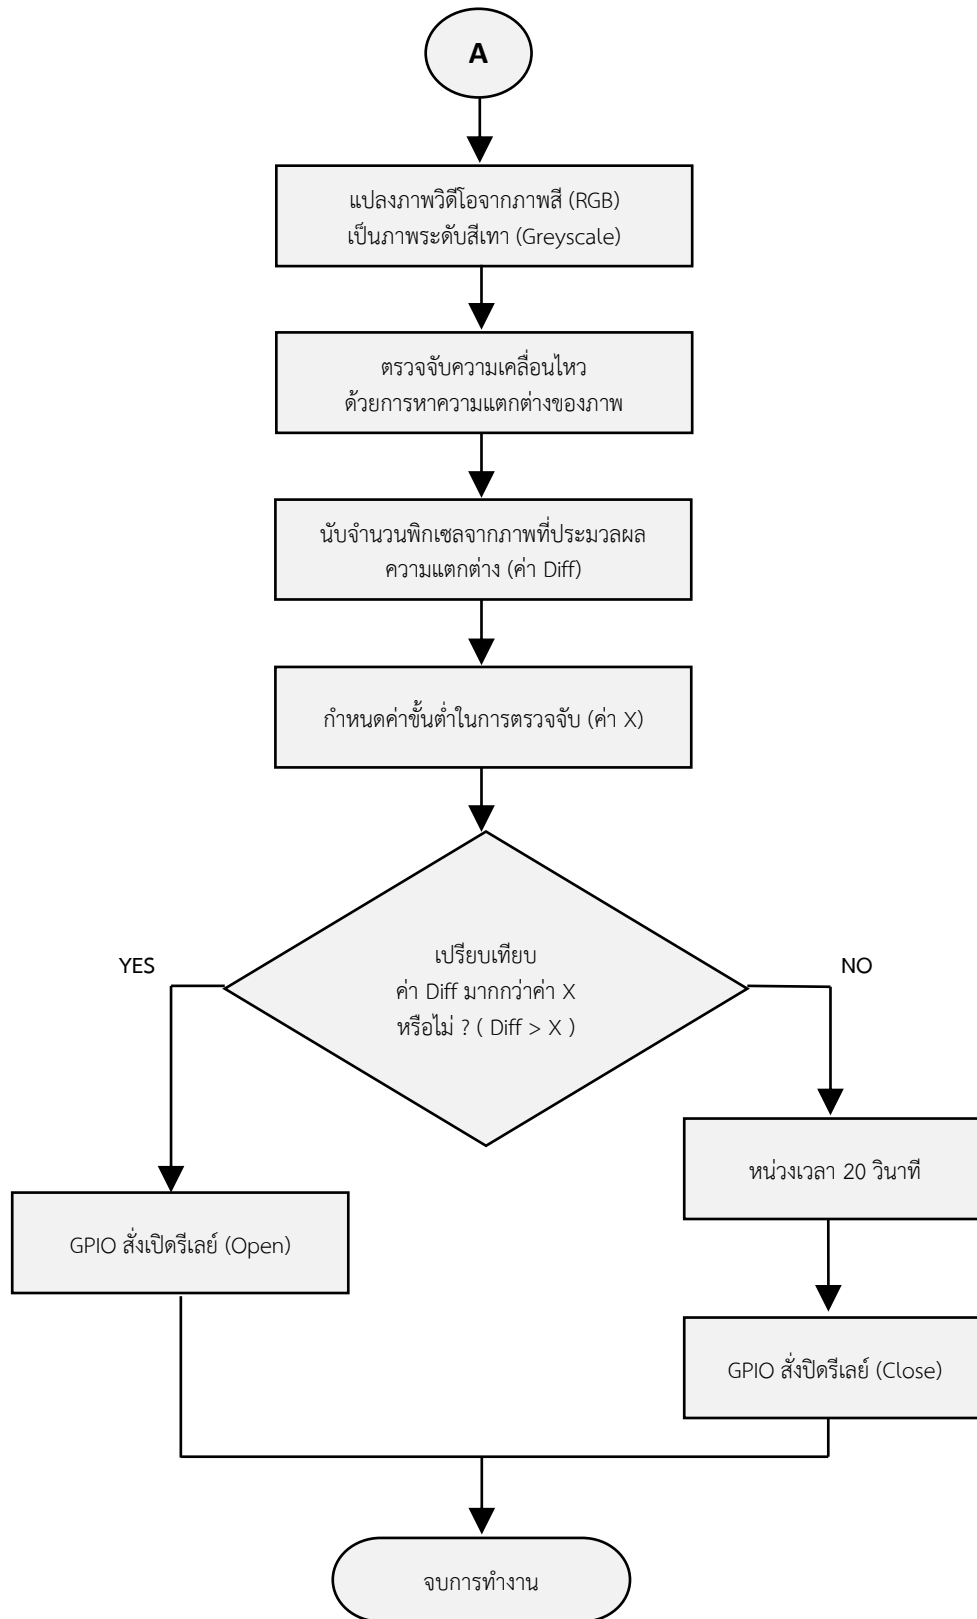 A
แปลงภาพวิดีโอจากภาพสี (RGB)
เป็นภาพระดับสีเทา (Greyscale)
ตรวจจับความเคลื่อนไหว
ด้วยการหาความแตกต่างของภาพ
นับจำนวนพิกเซลจากภาพที่ประมวลผล
ความแตกต่าง (ค่า Diff)
กำหนดค่าขั้นต่ำในการตรวจจับ (ค่า X)
เปรียบเทียบ
ค่า Diff มากกว่าค่า X
หรือไม่ ? ( Diff > X )
YES
NO
หน่วงเวลา 20 วินาที
GPIO สั่งเปิดรีเลย์ (Open)
GPIO สั่งปิดรีเลย์ (Close)
จบการทำงาน